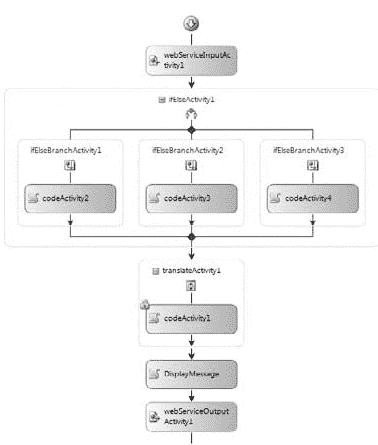 webServiceInputAc
tivity1
ifElseActivity1
ifElseBranchActivity1
ifElseBranchActivity2
ifElseBranchActivity3
codeActivity2
codeActivity3
codeActivity4
translateActivity1
codeActivity1
DisplayMessage
webServiceOutput
Activity1